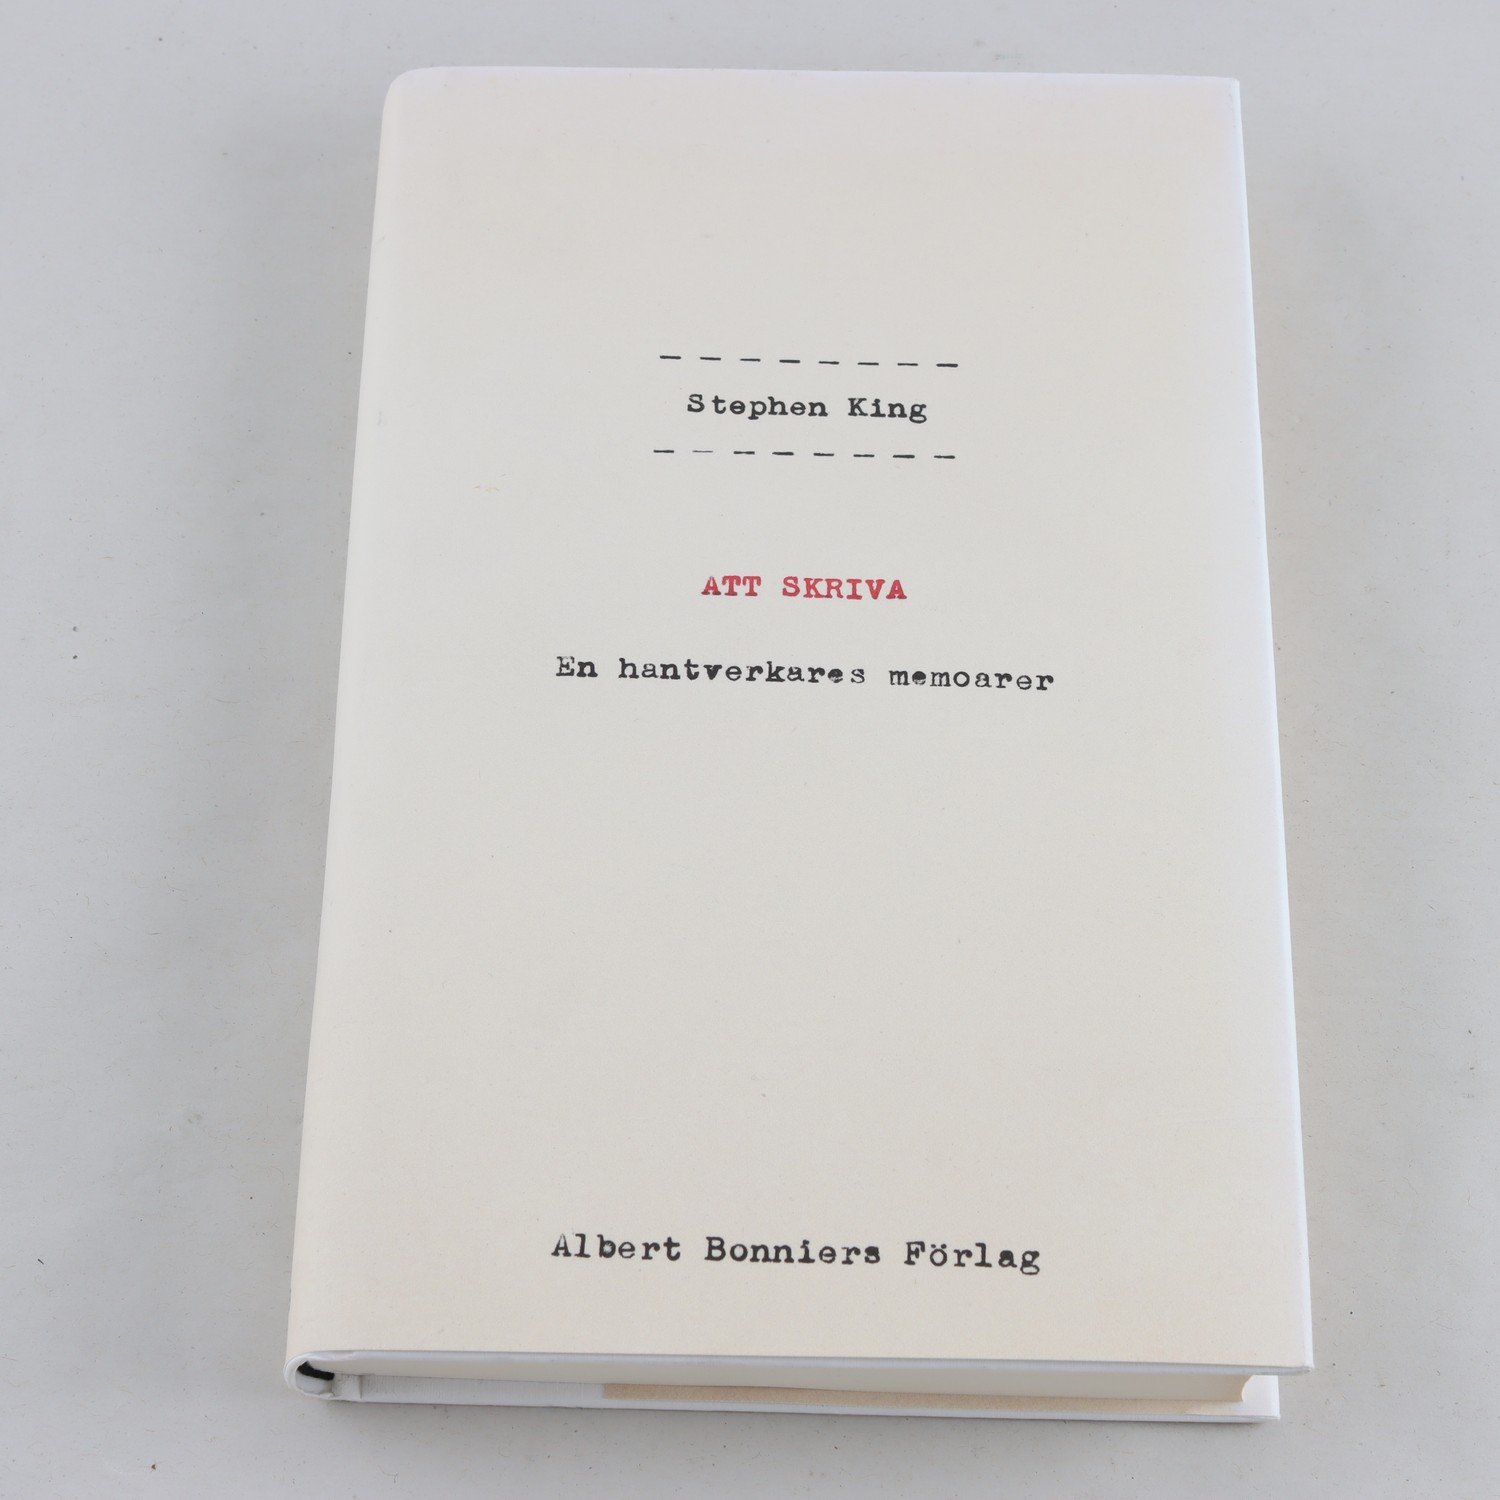 - - - - - - - -
Stephen King
- - - - - - - -
ATT SKRIVA
En hantverkares memoarer
Albert Bonniers Förlag